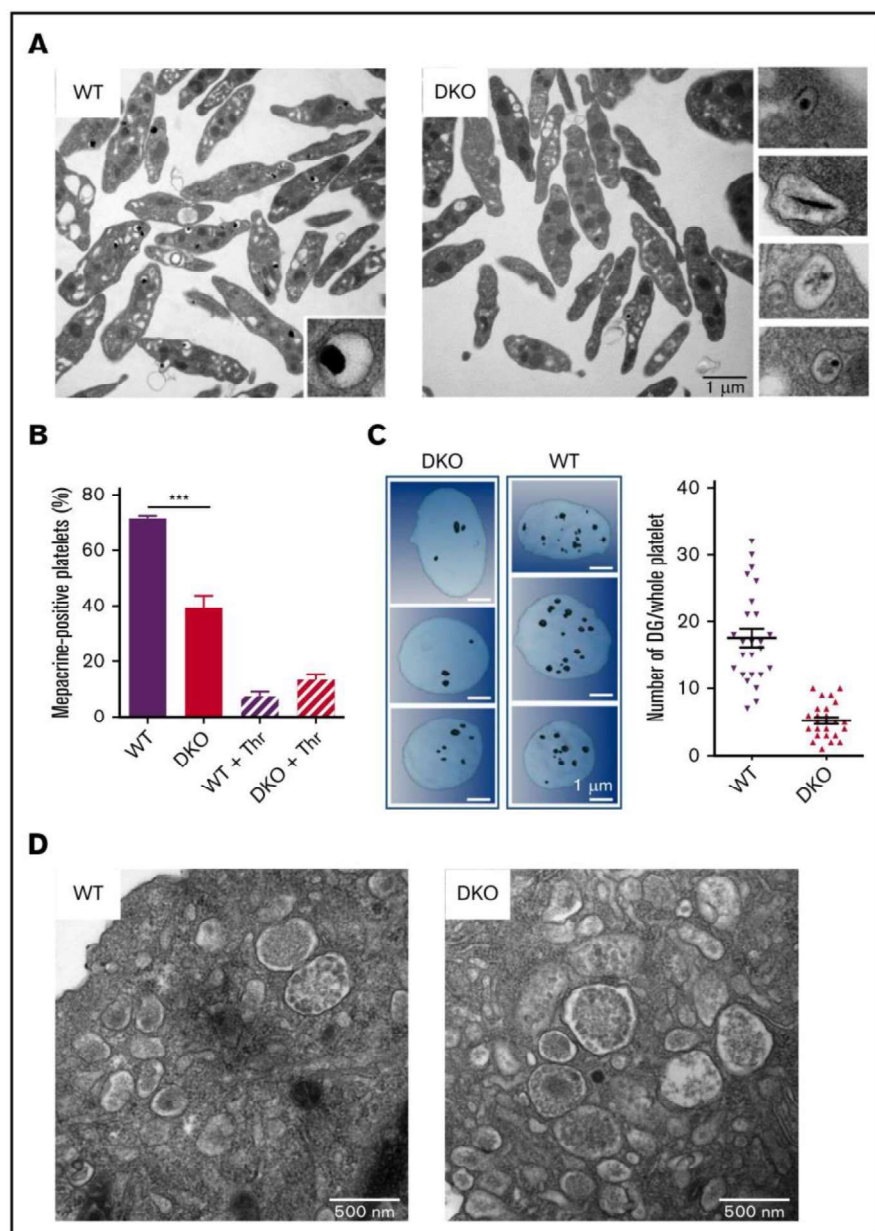 A
WT
DKO
1 μm
B
Mepacrine-positive platelets (%)
80
60
40
20
0
***
WT
DKO
WT + Thr
DKO + Thr
C
DKO
WT
1 μm
Number of DG/whole platelet
40
30
20
10
0
WT
DKO
D
WT
500 nm
DKO
500 nm